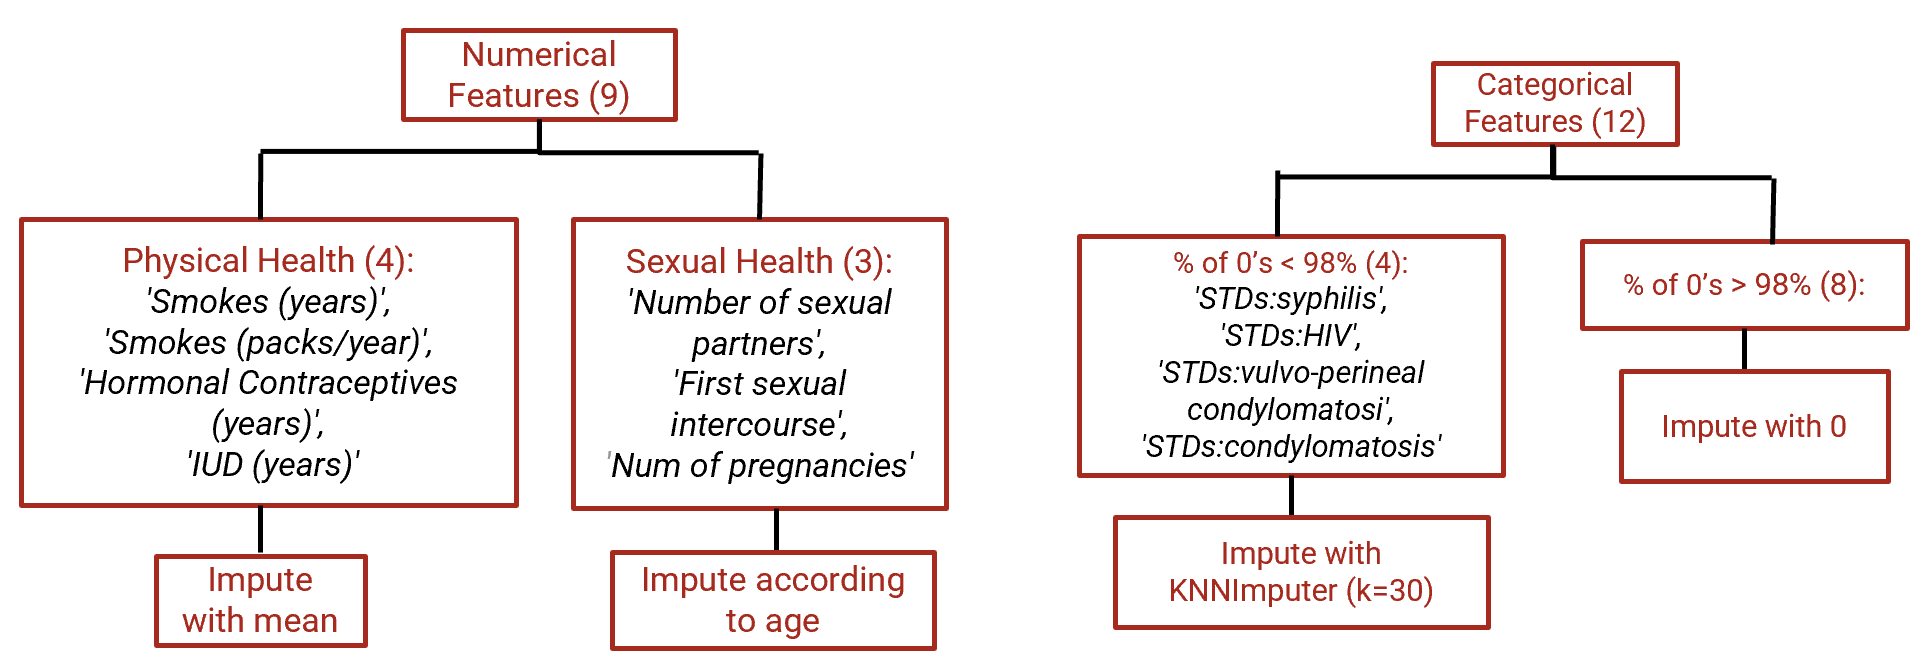 Numerical
Features (9)
Physical Health (4):
'Smokes (years)',
'Smokes (packs/year)',
'Hormonal Contraceptives
(years)',
'IUD (years)'
Impute
with mean
Sexual Health (3):
'Number of sexual
partners',
'First sexual
intercourse',
'Num of pregnancies'
Impute according
to age
Categorical
Features (12)
% of 0's < 98% (4):
'STDs:syphilis',
'STDs:HIV',
'STDs:vulvo-perineal
condylomatosi',
'STDs:condylomatosis'
Impute with
KNNImputer (k=30)
% of 0's > 98% (8):
Impute with 0